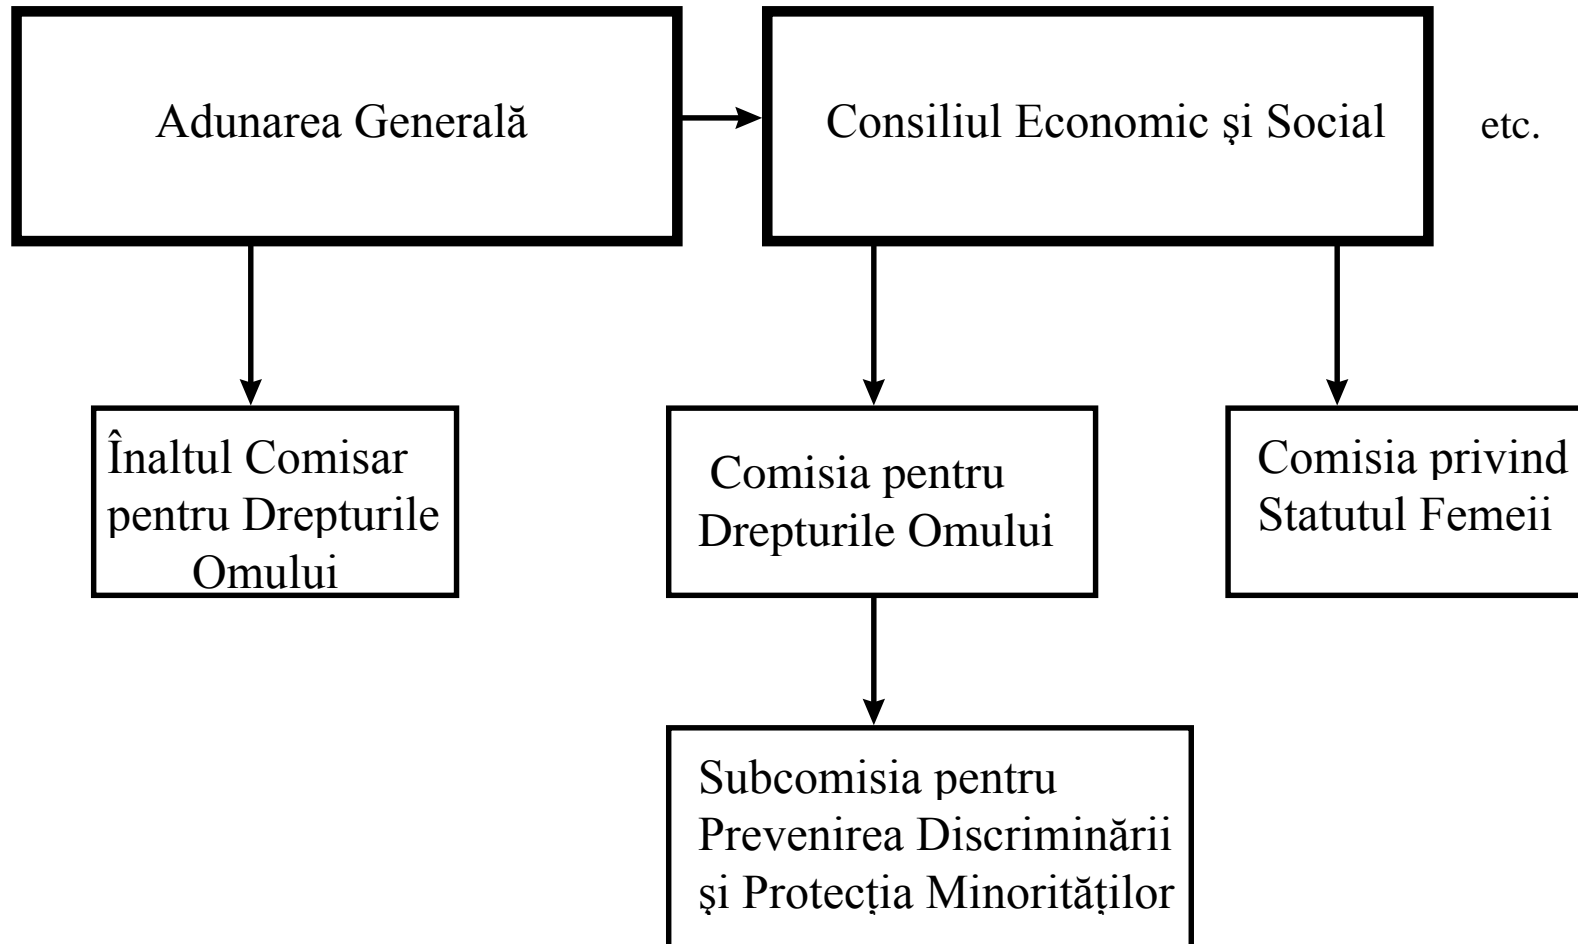 Adunarea Generală
Consiliul Economic și Social
etc.
Înaltul Comisar
pentru Drepturile
Omului
Comisia pentru
Drepturile Omului
Comisia privind
Statutul Femeii
Subcomisia pentru
Prevenirea Discriminării
și Protecția Minorităților